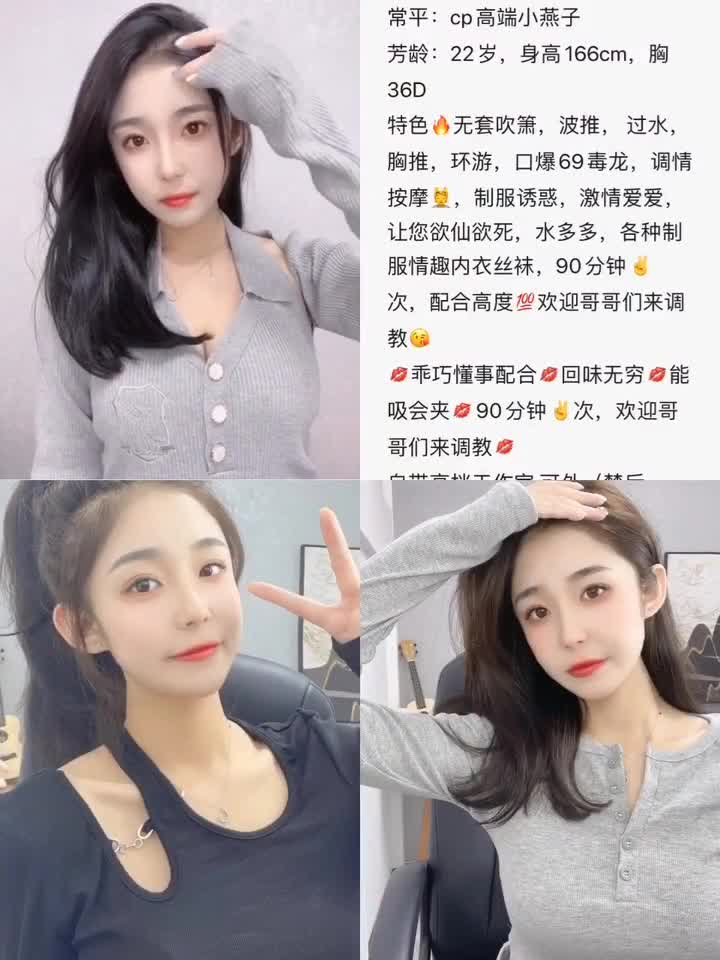 常平：cp高端小燕子
芳龄：22岁，身高166cm，胸
36D
特色🔥无套吹箫，波推， 过水，
胸推，环游，口爆69毒龙，调情
按摩💆，制服诱惑，激情爱爱，
让您欲仙欲死，水多多，各种制
服情趣内衣丝袜，90分钟✌️
次，配合高度💯欢迎哥哥们来调
教😘
💋乖巧懂事配合💋回味无穷💋能
吸会夹💋90分钟✌️次，欢迎哥
哥们来调教💋